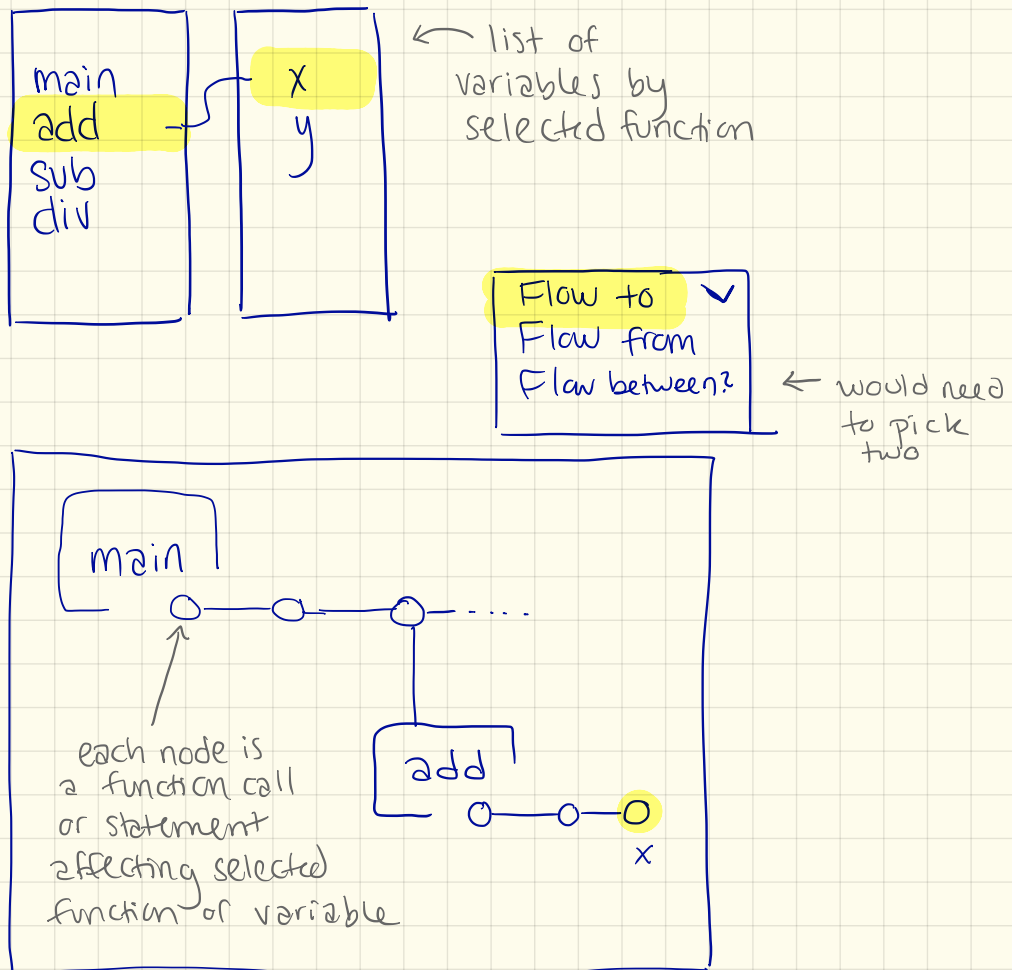 main
add
sub
div
x
y
list of
variables by
selected function
Flow to
Flow from
Flow between?
would need
to pick
two
main
each node is
a function call
or statement
affecting selected
function or variable
add
x